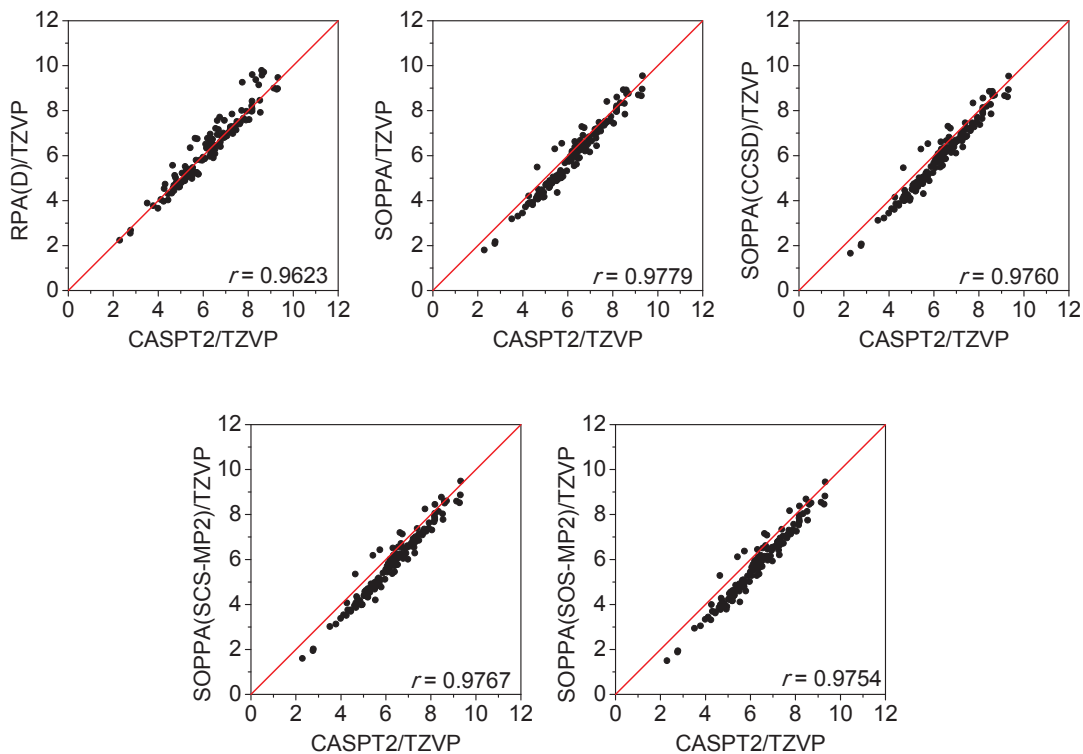 RPA(D)/TZVP
12
10
8
6
4
2
0
0 2 4 6 8 10 12
r = 0.9623
CASPT2/TZVP
SOPPA/TZVP
12
10
8
6
4
2
0
0 2 4 6 8 10 12
r = 0.9779
CASPT2/TZVP
SOPPA(CCSD)/TZVP
12
10
8
6
4
2
0
0 2 4 6 8 10 12
r = 0.9760
CASPT2/TZVP
SOPPA(SCS-MP2)/TZVP
12
10
8
6
4
2
0
0 2 4 6 8 10 12
r = 0.9767
CASPT2/TZVP
SOPPA(SOS-MP2)/TZVP
12
10
8
6
4
2
0
0 2 4 6 8 10 12
r = 0.9754
CASPT2/TZVP